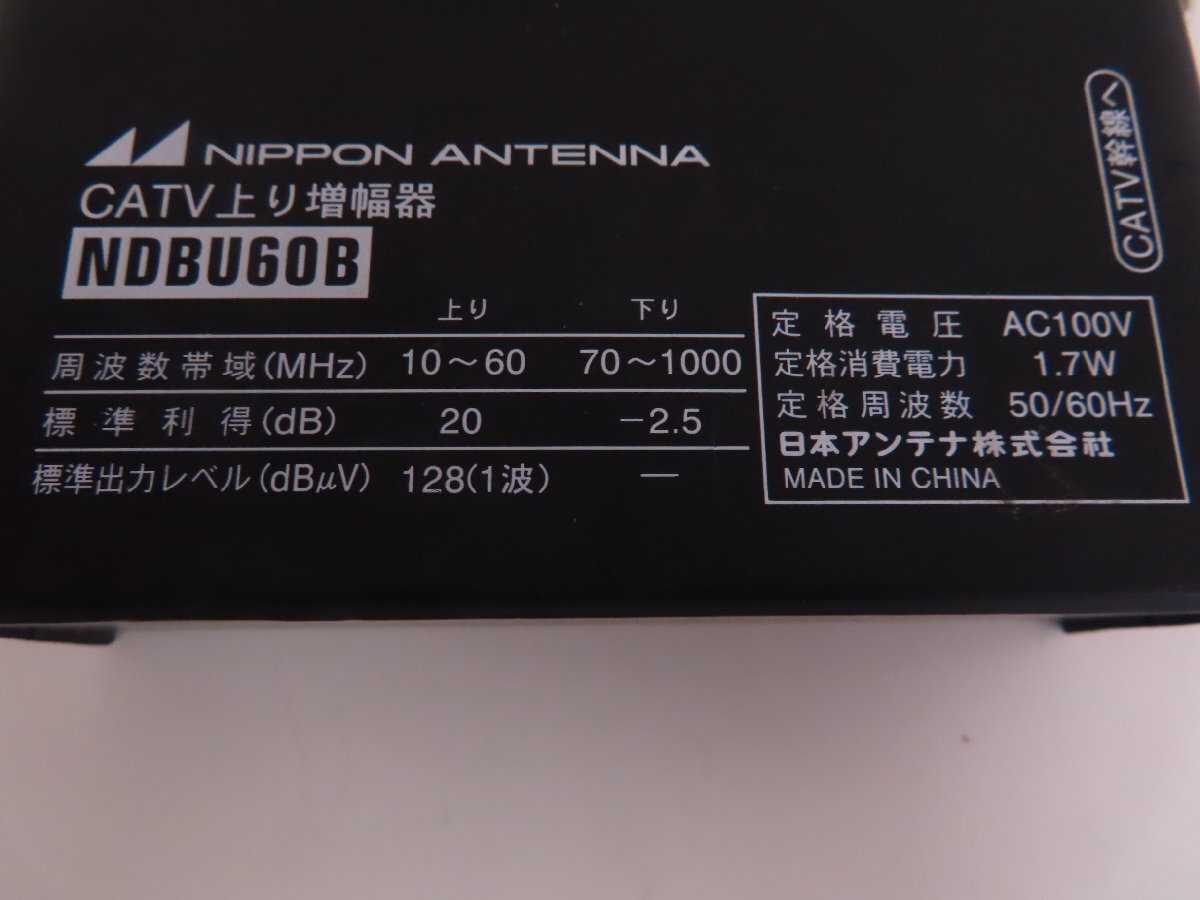 NIPPON ANTENNA
CATV上り増幅器
NDBU60B
上り 下り
周波数帯域(MHz) 10～60 70～1000
標準利得(dB) 20 －2.5
標準出力レベル(dBμV) 128(1波) —
定格電圧 AC100V
定格消費電力 1.7W
定格周波数 50/60Hz
日本アンテナ株式会社
MADE IN CHINA
CATV幹線へ